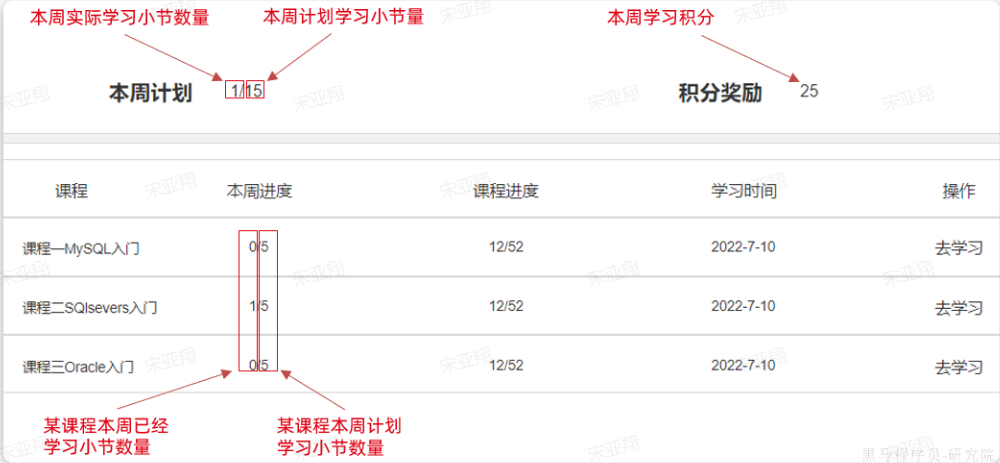 本周实际学习小节数量 本周计划学习小节量 本周学习积分
本周计划 1/15 积分奖励 25
课程 本周进度 课程进度 学习时间 操作
课程一MySQL入门 0/5 12/52 2022-7-10 去学习
课程二SQlsevers入门 1/5 12/52 2022-7-10 去学习
课程三Oracle入门 0/5 12/52 2022-7-10 去学习
某课程本周已经 某课程本周计划
学习小节数量 学习小节数量
宋亚翔
黑马程序员-研究院